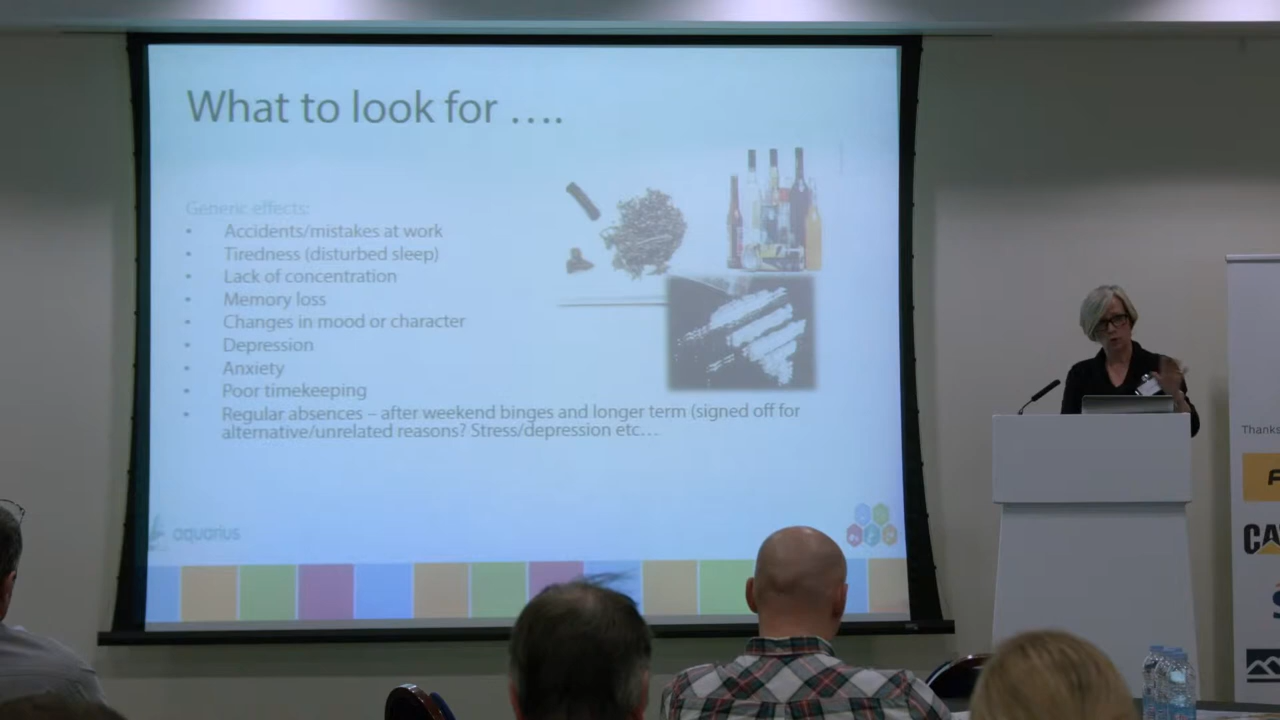 What to look for ....
Generic effects:
• Accidents/mistakes at work
• Tiredness (disturbed sleep)
• Lack of concentration
• Memory loss
• Changes in mood or character
• Depression
• Anxiety
• Poor timekeeping
• Regular absences – after weekend binges and longer term (signed off for
alternative/unrelated reasons? Stress/depression etc…
aquarius
Thanks
CA